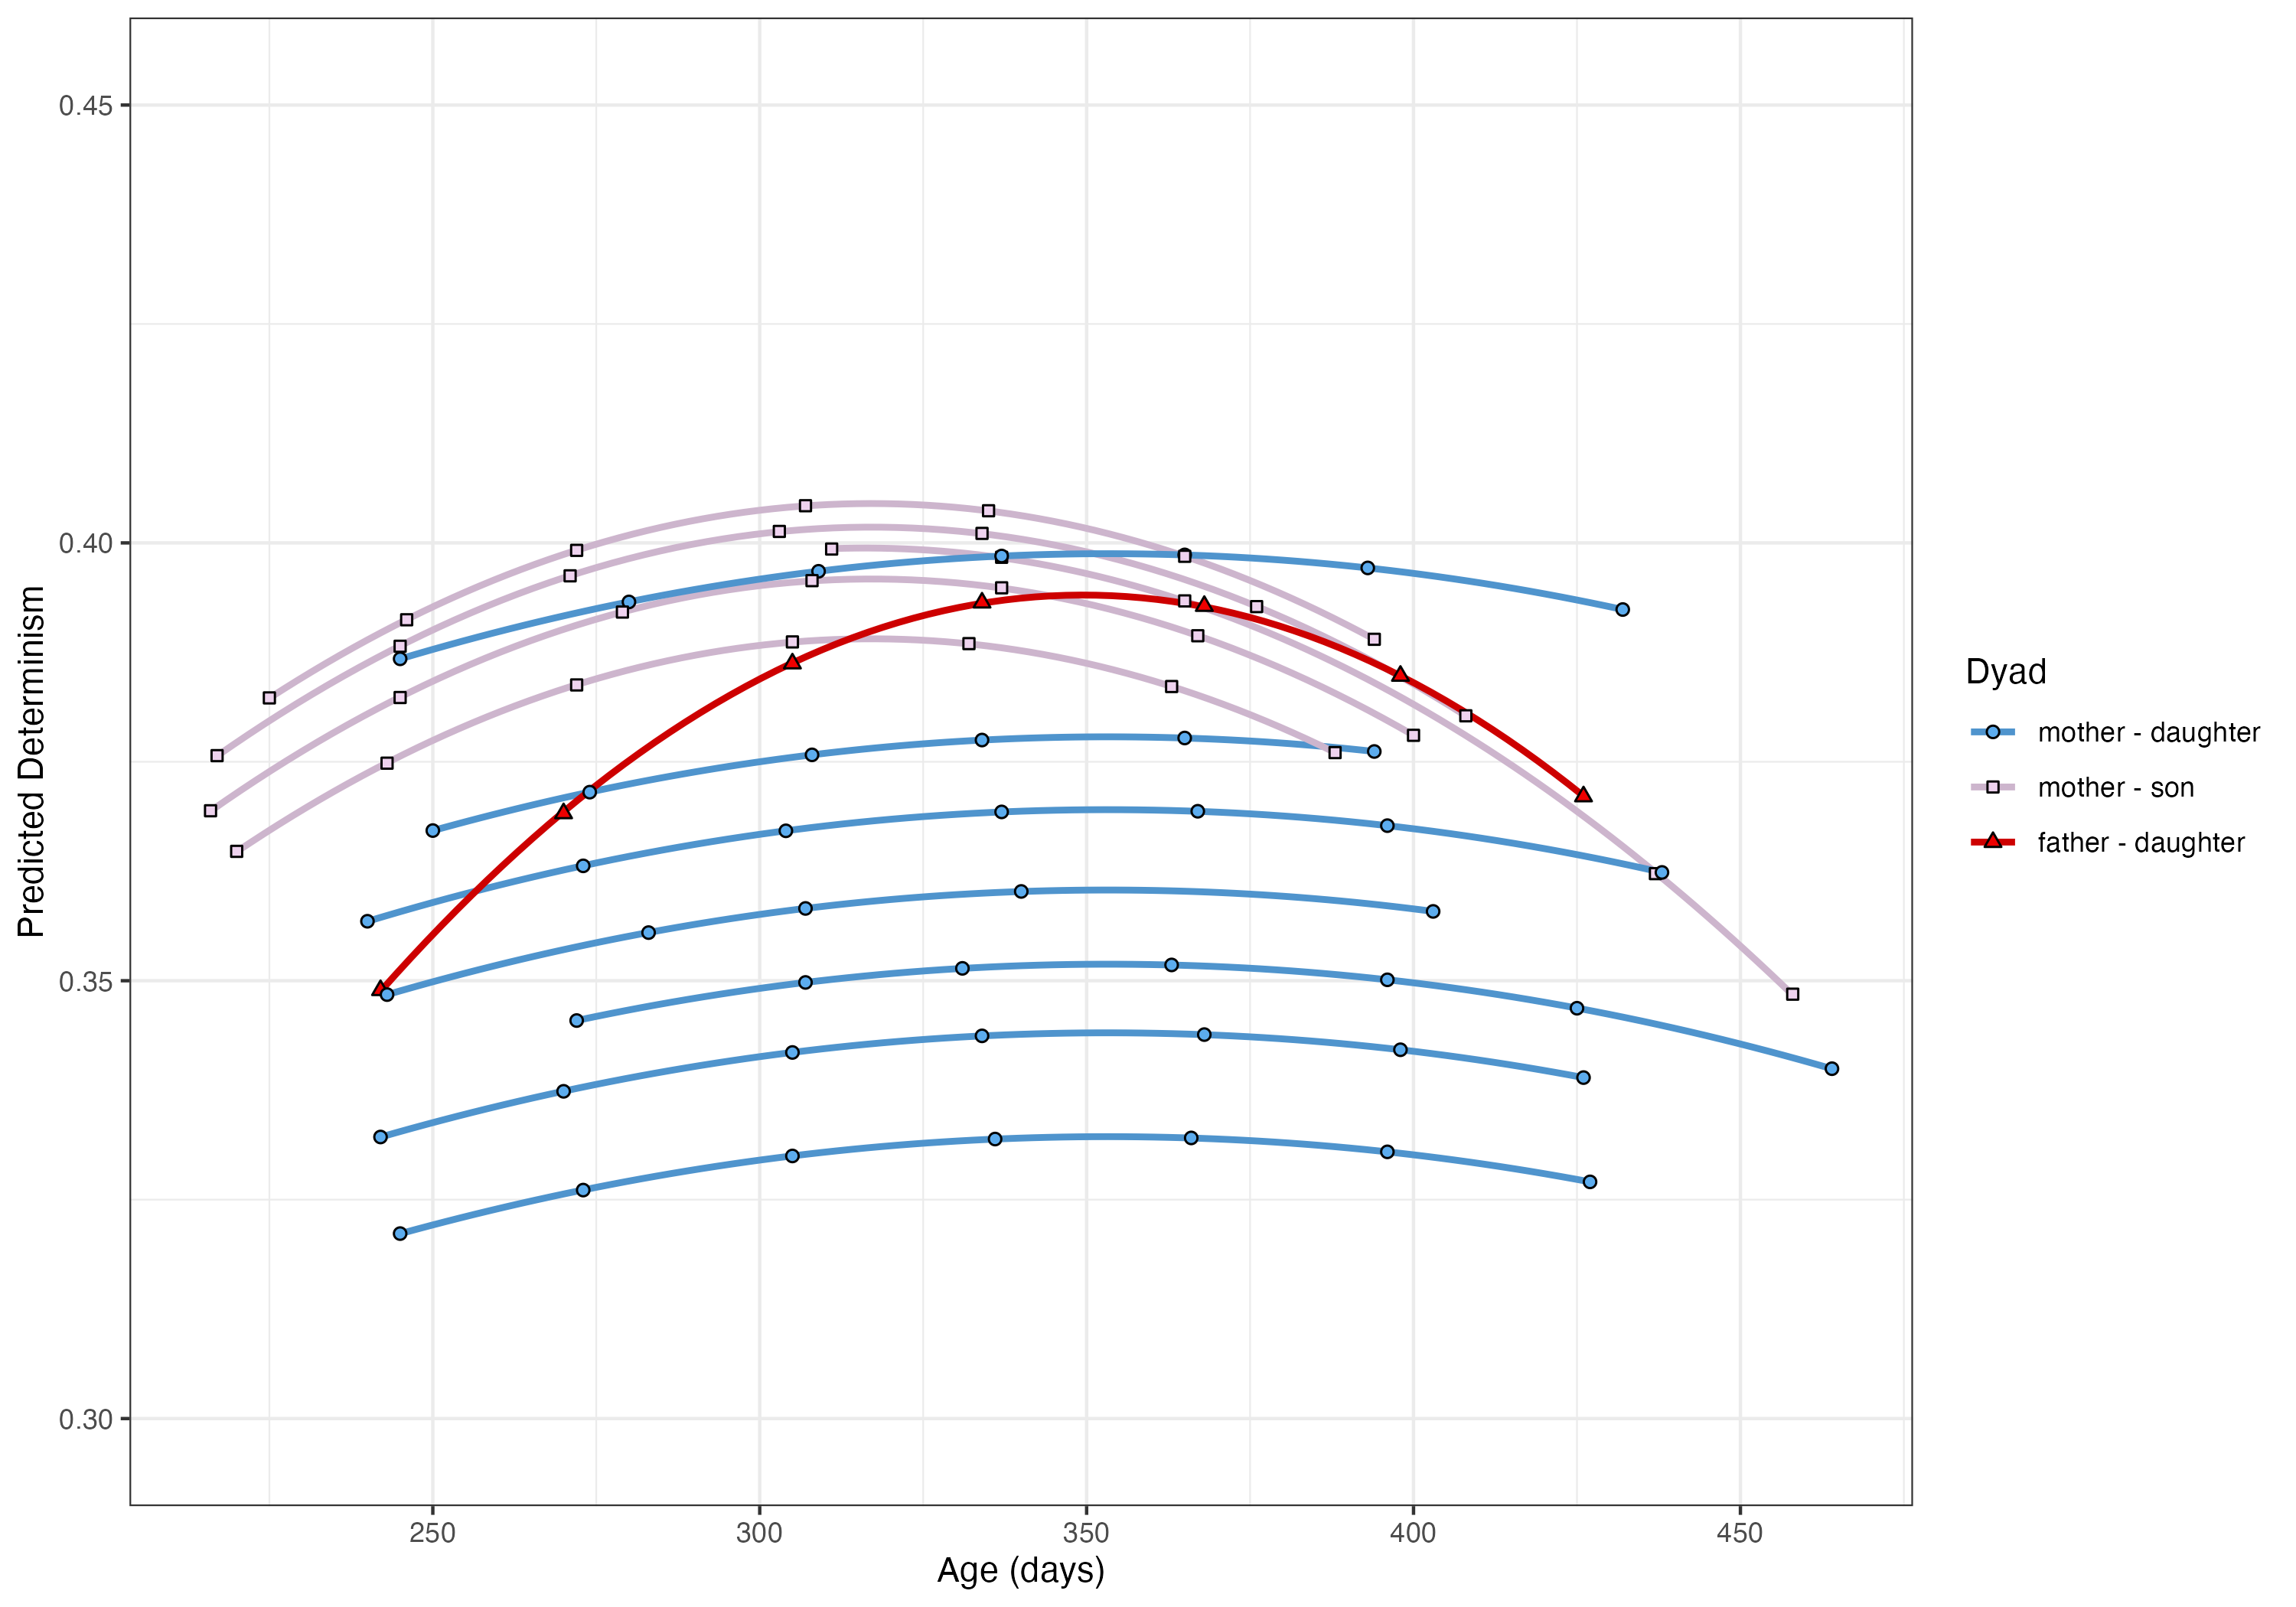 0.45
0.40
0.35
0.30
Predicted Determinism
250 300 350 400 450
Age (days)
Dyad
mother - daughter
mother - son
father - daughter